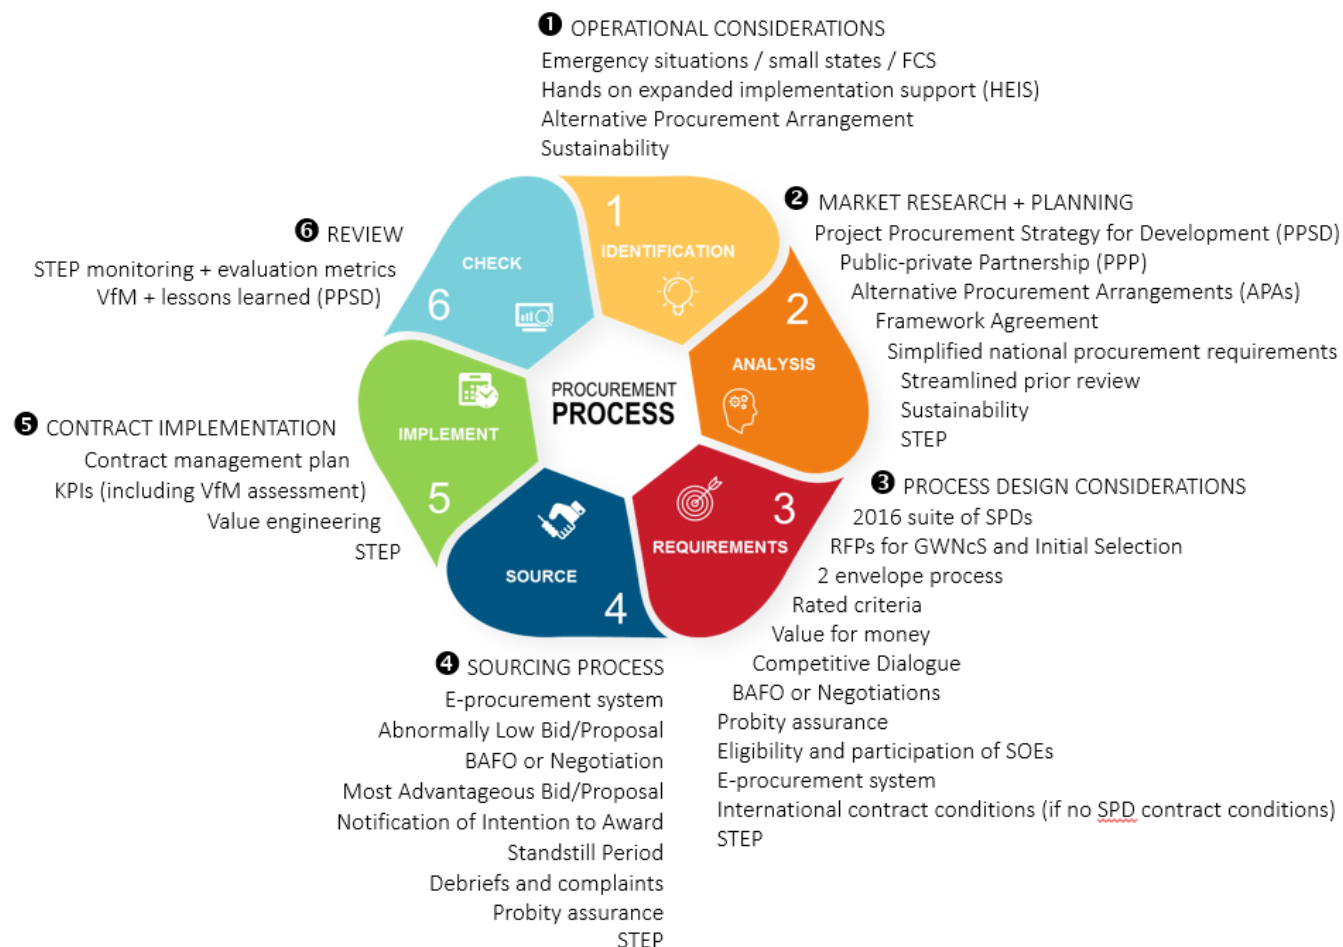 ❶ OPERATIONAL CONSIDERATIONS
Emergency situations / small states / FCS
Hands on expanded implementation support (HEIS)
Alternative Procurement Arrangement
Sustainability
❷ MARKET RESEARCH + PLANNING
Project Procurement Strategy for Development (PPSD)
Public-private Partnership (PPP)
Alternative Procurement Arrangements (APAs)
Framework Agreement
Simplified national procurement requirements
Streamlined prior review
Sustainability
STEP
❸ PROCESS DESIGN CONSIDERATIONS
2016 suite of SPDs
RFPs for GWNcS and Initial Selection
2 envelope process
Rated criteria
Value for money
Competitive Dialogue
BAFO or Negotiations
Probity assurance
Eligibility and participation of SOEs
E-procurement system
International contract conditions (if no SPD contract conditions)
STEP
❹ SOURCING PROCESS
E-procurement system
Abnormally Low Bid/Proposal
BAFO or Negotiation
Most Advantageous Bid/Proposal
Notification of Intention to Award
Standstill Period
Debriefs and complaints
Probity assurance
STEP
❺ CONTRACT IMPLEMENTATION
Contract management plan
KPIs (including VfM assessment)
Value engineering
STEP
❻ REVIEW
STEP monitoring + evaluation metrics
VfM + lessons learned (PPSD)
PROCUREMENT
PROCESS
1
IDENTIFICATION
2
ANALYSIS
3
REQUIREMENTS
SOURCE
4
IMPLEMENT
5
CHECK
6